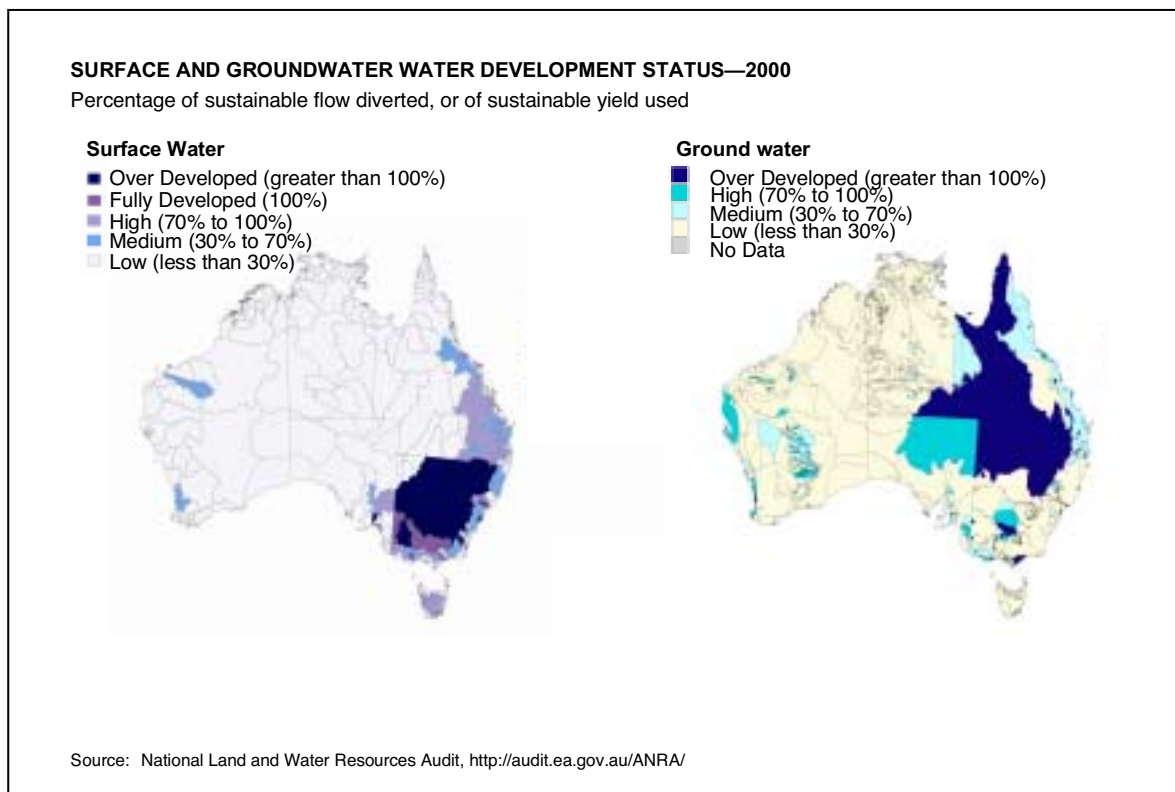 SURFACE AND GROUNDWATER WATER DEVELOPMENT STATUS—2000
Percentage of sustainable flow diverted, or of sustainable yield used
Surface Water
Over Developed (greater than 100%)
Fully Developed (100%)
High (70% to 100%)
Medium (30% to 70%)
Low (less than 30%)
Ground water
Over Developed (greater than 100%)
High (70% to 100%)
Medium (30% to 70%)
Low (less than 30%)
No Data
Source: National Land and Water Resources Audit, http://audit.ea.gov.au/ANRA/